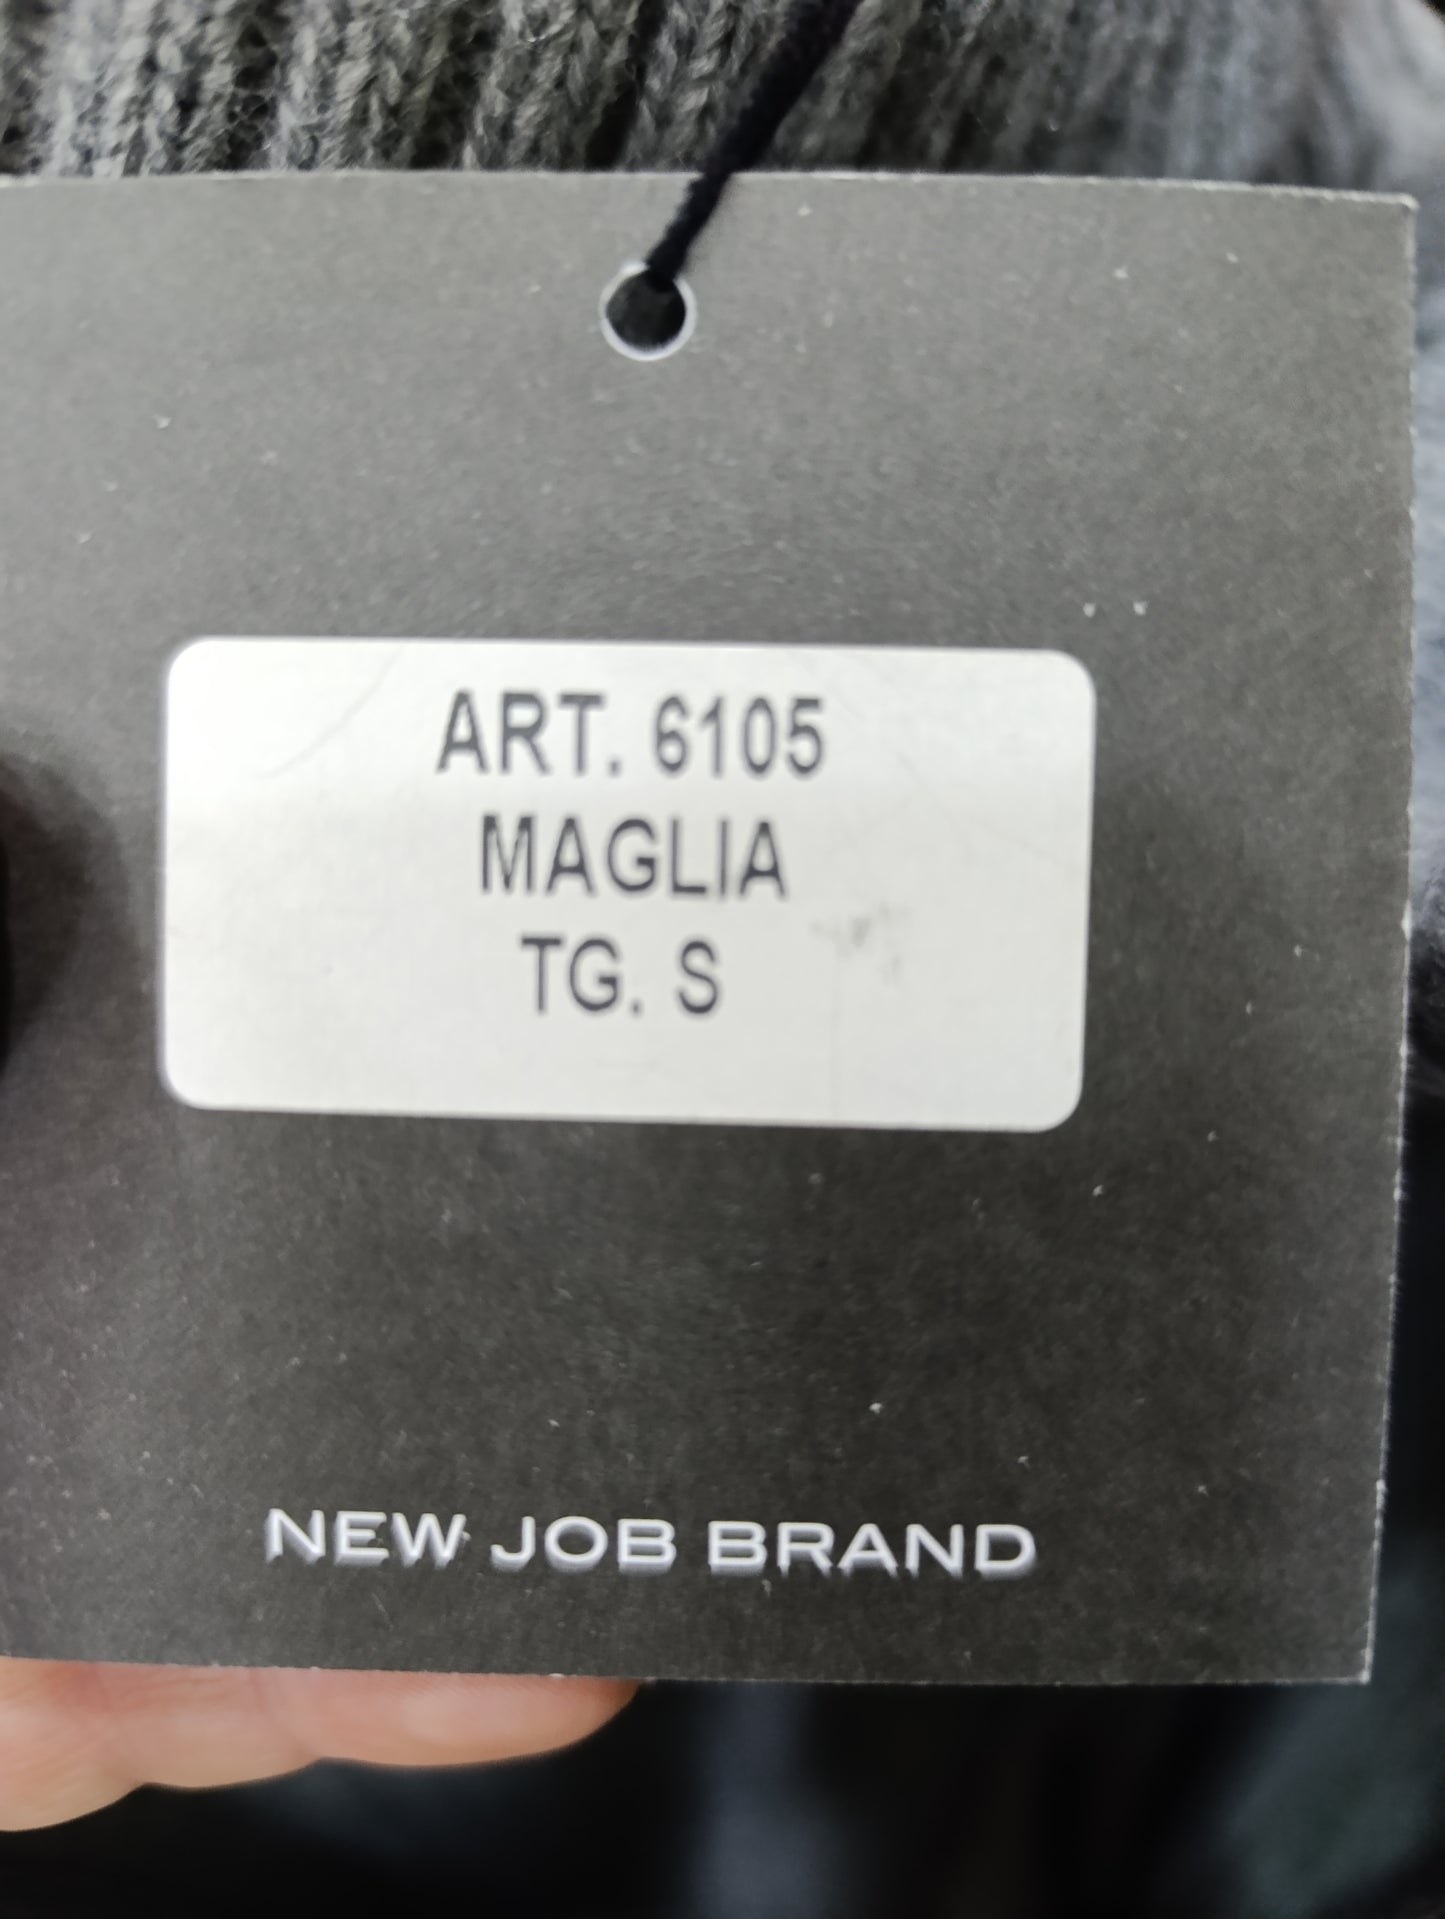 ART. 6105
MAGLIA
TG. S
NEW JOB BRAND